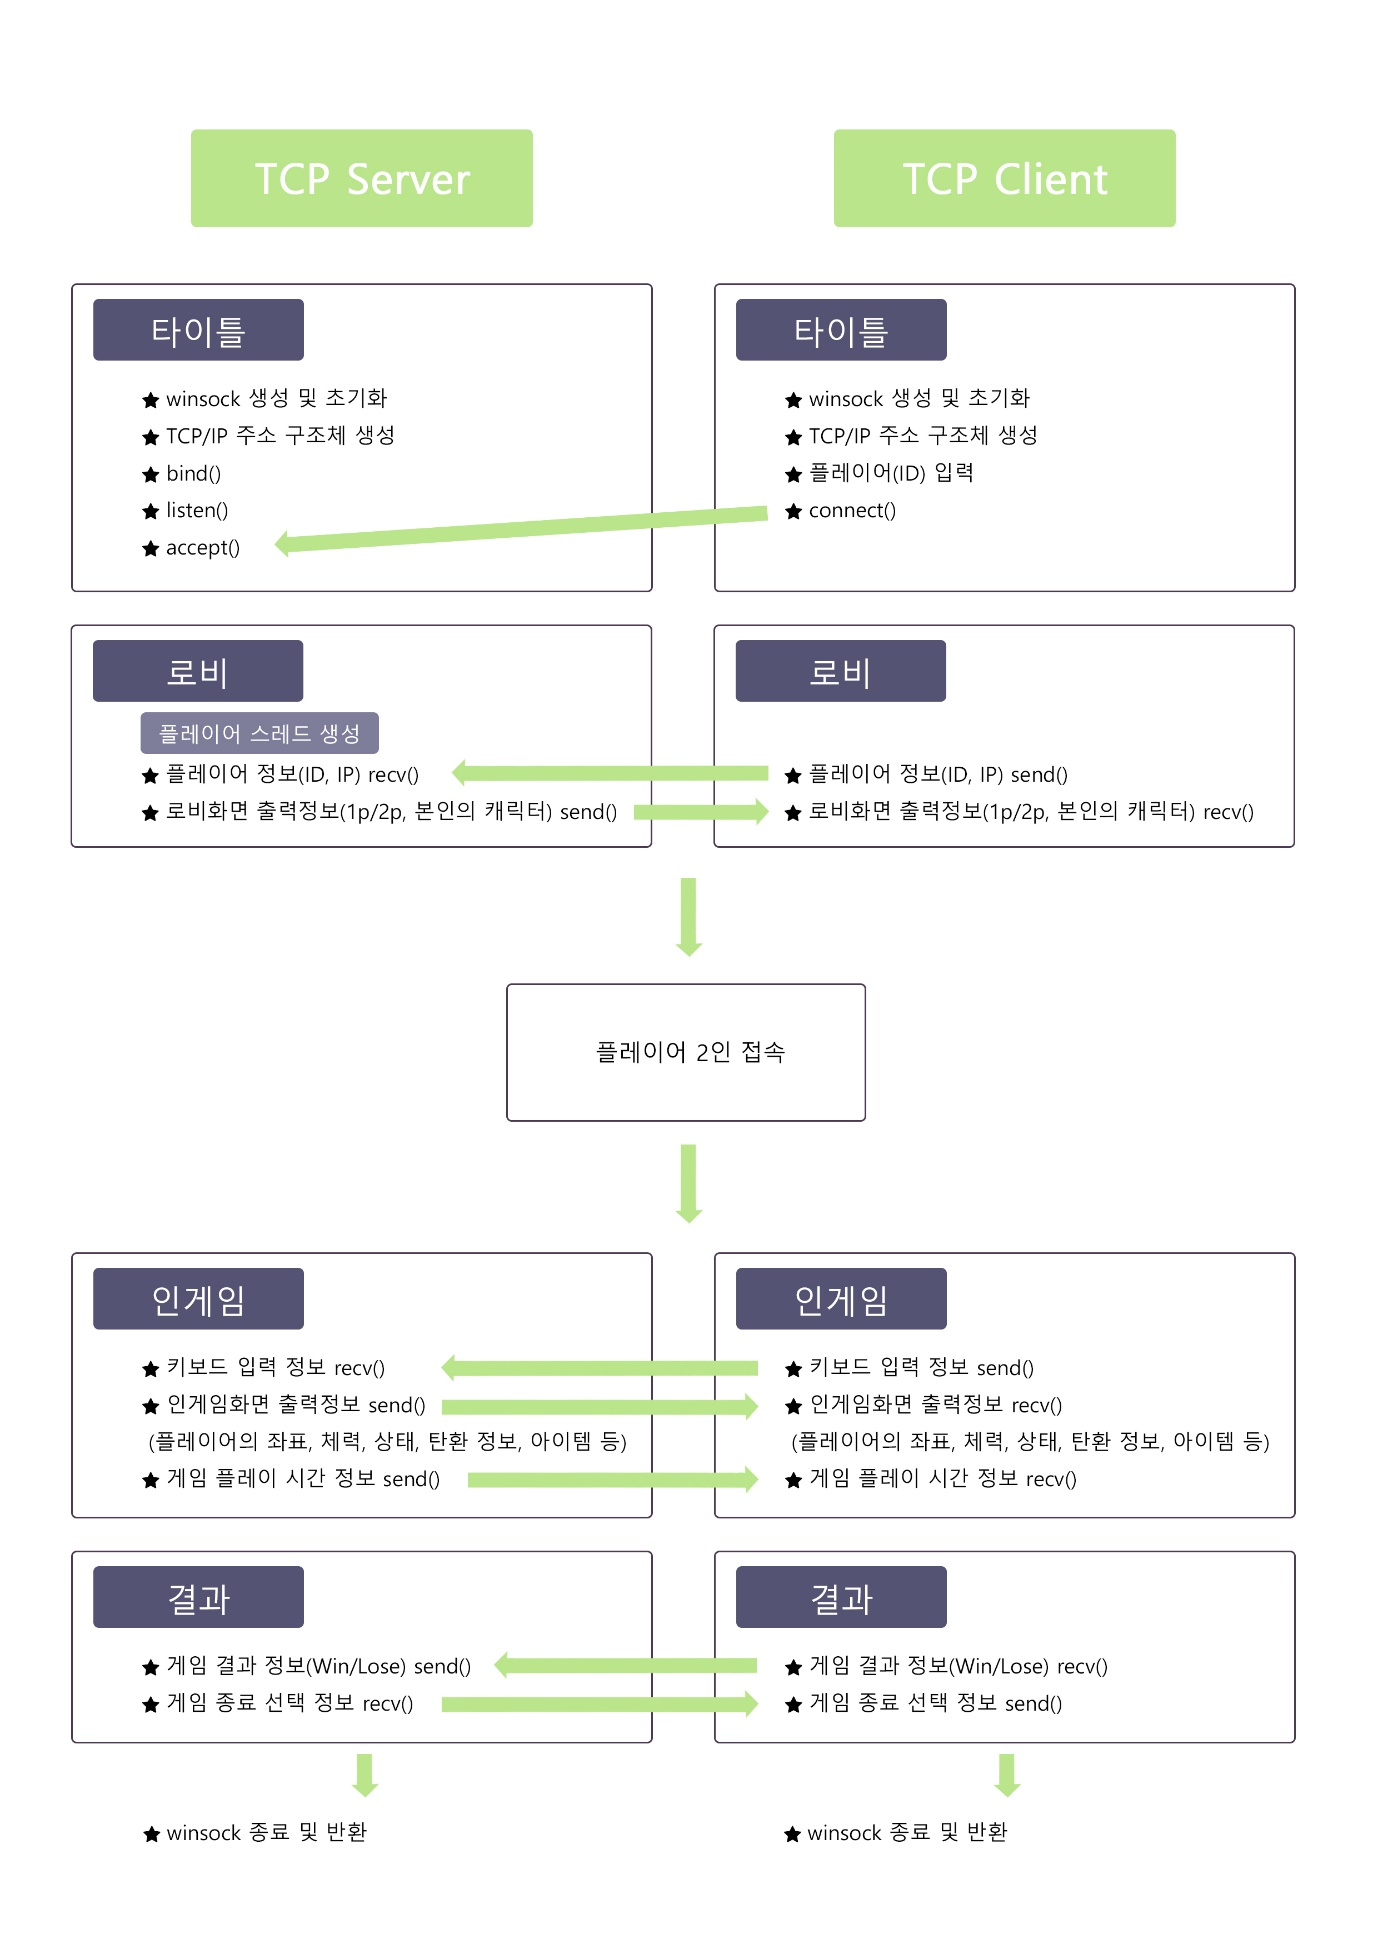 TCP Server
TCP Client
타이틀
★ winsock 생성 및 초기화
★ TCP/IP 주소 구조체 생성
★ bind()
★ listen()
★ accept()
타이틀
★ winsock 생성 및 초기화
★ TCP/IP 주소 구조체 생성
★ 플레이어(ID) 입력
★ connect()
로비
플레이어 스레드 생성
★ 플레이어 정보(ID, IP) recv()
★ 로비화면 출력정보(1p/2p, 본인의 캐릭터) send()
로비
★ 플레이어 정보(ID, IP) send()
★ 로비화면 출력정보(1p/2p, 본인의 캐릭터) recv()
플레이어 2인 접속
인게임
★ 키보드 입력 정보 recv()
★ 인게임화면 출력정보 send()
(플레이어의 좌표, 체력, 상태, 탄환 정보, 아이템 등)
★ 게임 플레이 시간 정보 send()
인게임
★ 키보드 입력 정보 send()
★ 인게임화면 출력정보 recv()
(플레이어의 좌표, 체력, 상태, 탄환 정보, 아이템 등)
★ 게임 플레이 시간 정보 recv()
결과
★ 게임 결과 정보(Win/Lose) send()
★ 게임 종료 선택 정보 recv()
결과
★ 게임 결과 정보(Win/Lose) recv()
★ 게임 종료 선택 정보 send()
★ winsock 종료 및 반환
★ winsock 종료 및 반환